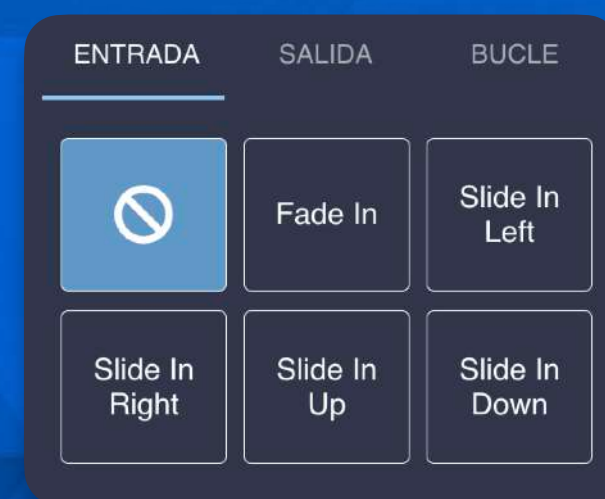 ENTRADA SALIDA BUCLE
Fade In
Slide In
Left
Slide In
Right
Slide In
Up
Slide In
Down